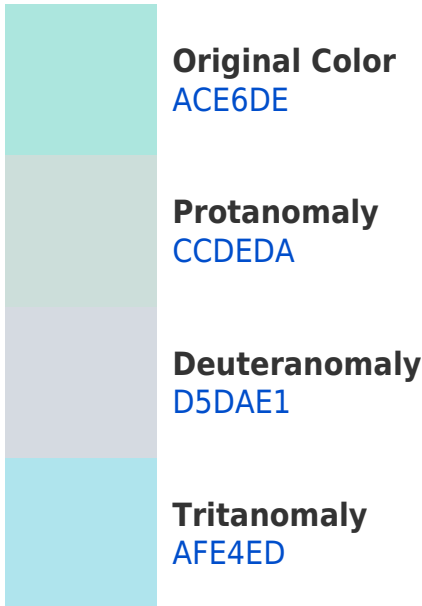 Original Color
ACE6DE
Protanomaly
CCDEDA
Deuteranomaly
D5DAE1
Tritanomaly
AFE4ED